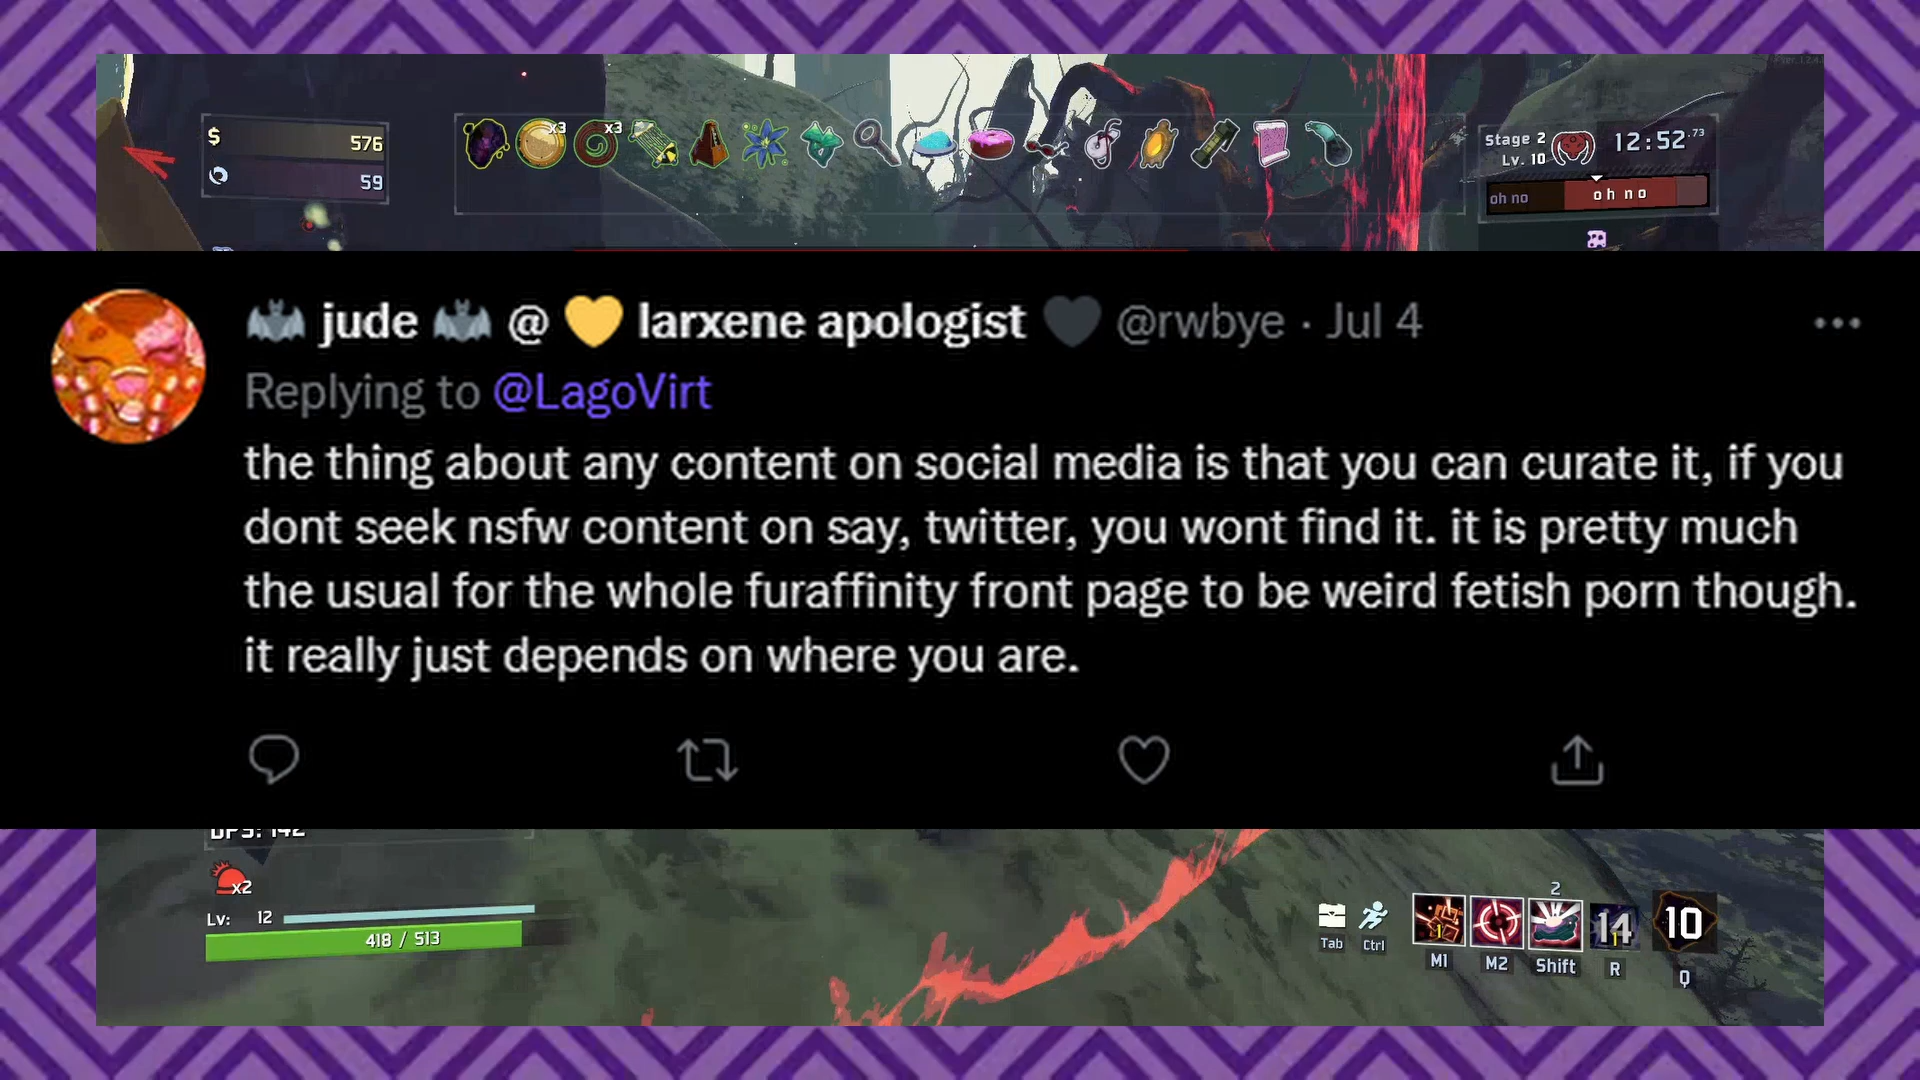 $ 576
59
x3
x3
Stage 2
Lv. 10
12:52.73
oh no
oh no
🦇 jude 🦇 @ 💛 larxene apologist 🖤 @rwbye · Jul 4
Replying to @LagoVirt
the thing about any content on social media is that you can curate it, if you
dont seek nsfw content on say, twitter, you wont find it. it is pretty much
the usual for the whole furaffinity front page to be weird fetish porn though.
it really just depends on where you are.
DPS: 142
x2
Lv: 12
418 / 513
2
1
14
1
10
Tab
Ctrl
M1
M2
Shift
R
Q